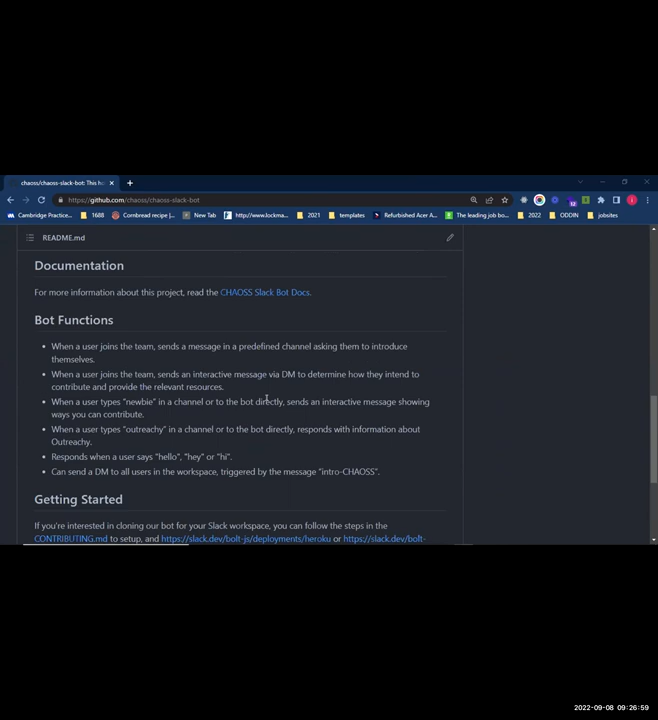 chaoss/chaoss-slack-bot: This h
https://github.com/chaoss/chaoss-slack-bot
Cambridge Practice... 1688 Cornbread recipe j... New Tab http://www.lockma... 2021 templates Refurbished Acer A... The leading job bo... 2022 ODDIN jobsites
README.md
Documentation
For more information about this project, read the CHAOSS Slack Bot Docs.
Bot Functions
• When a user joins the team, sends a message in a predefined channel asking them to introduce
themselves.
• When a user joins the team, sends an interactive message via DM to determine how they intend to
contribute and provide the relevant resources.
• When a user types "newbie" in a channel or to the bot directly, sends an interactive message showing
ways you can contribute.
• When a user types "outreachy" in a channel or to the bot directly, responds with information about
Outreachy.
• Responds when a user says "hello", "hey" or "hi".
• Can send a DM to all users in the workspace, triggered by the message "intro-CHAOSS".
Getting Started
If you're interested in cloning our bot for your Slack workspace, you can follow the steps in the
CONTRIBUTING.md to setup, and https://slack.dev/bolt-js/deployments/heroku or https://slack.dev/bolt-
2022-09-08 09:26:59